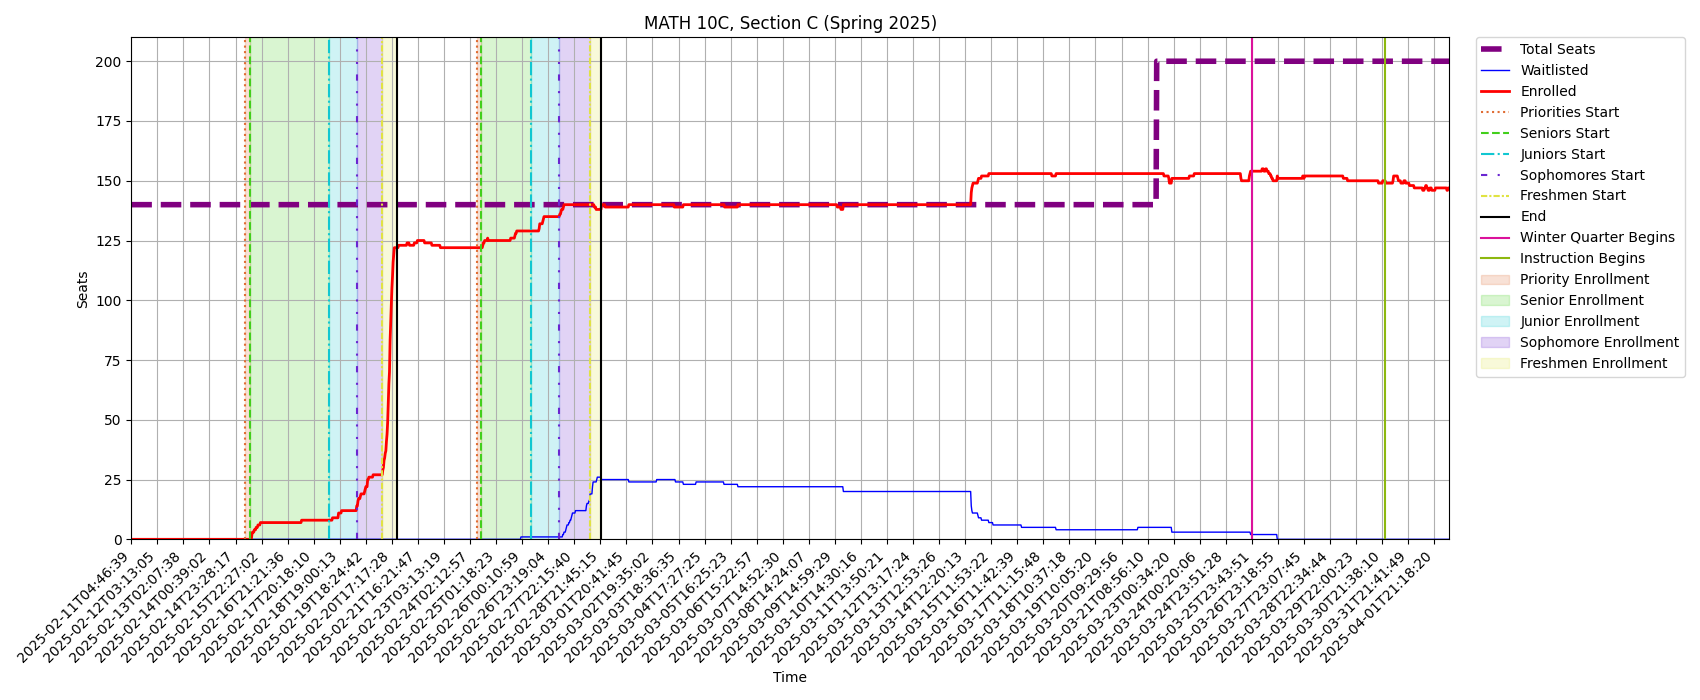 MATH 10C, Section C (Spring 2025)
Seats
200
175
150
125
100
75
50
25
0
2025-02-11T04:46:39
2025-02-12T03:13:05
2025-02-13T02:07:38
2025-02-14T00:39:02
2025-02-14T23:28:17
2025-02-15T22:27:02
2025-02-16T21:21:36
2025-02-17T20:18:10
2025-02-18T19:00:13
2025-02-19T18:24:42
2025-02-20T17:17:28
2025-02-21T16:21:47
2025-02-23T03:13:19
2025-02-24T02:12:57
2025-02-25T01:18:23
2025-02-26T00:10:59
2025-02-26T23:19:04
2025-02-27T22:15:40
2025-02-28T21:45:15
2025-03-01T20:41:45
2025-03-02T19:35:02
2025-03-03T18:36:35
2025-03-04T17:27:25
2025-03-05T16:25:23
2025-03-06T15:22:57
2025-03-07T14:52:30
2025-03-08T14:24:07
2025-03-09T14:59:29
2025-03-10T14:30:16
2025-03-11T13:50:21
2025-03-12T13:17:24
2025-03-13T12:53:26
2025-03-14T12:20:13
2025-03-15T11:53:22
2025-03-16T11:42:39
2025-03-17T11:15:48
2025-03-18T10:37:18
2025-03-19T10:05:20
2025-03-20T09:29:56
2025-03-21T08:56:10
2025-03-23T00:34:20
2025-03-24T00:20:06
2025-03-24T23:51:28
2025-03-25T23:43:51
2025-03-26T23:18:55
2025-03-27T23:07:45
2025-03-28T22:34:44
2025-03-29T22:00:23
2025-03-30T21:38:10
2025-03-31T21:41:49
2025-04-01T21:18:20
Time
Total Seats
Waitlisted
Enrolled
Priorities Start
Seniors Start
Juniors Start
Sophomores Start
Freshmen Start
End
Winter Quarter Begins
Instruction Begins
Priority Enrollment
Senior Enrollment
Junior Enrollment
Sophomore Enrollment
Freshmen Enrollment